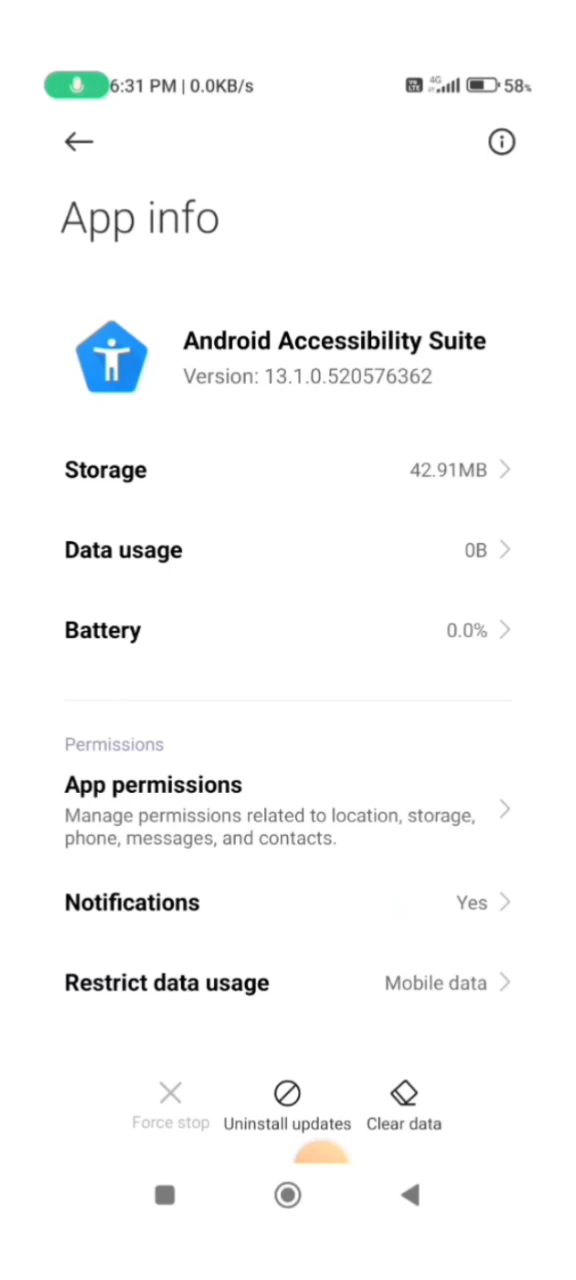 6:31 PM | 0.0KB/s 4G 58%
App info
Android Accessibility Suite
Version: 13.1.0.520576362
Storage 42.91MB
Data usage 0B
Battery 0.0%
Permissions
App permissions
Manage permissions related to location, storage,
phone, messages, and contacts.
Notifications Yes
Restrict data usage Mobile data
Force stop Uninstall updates Clear data